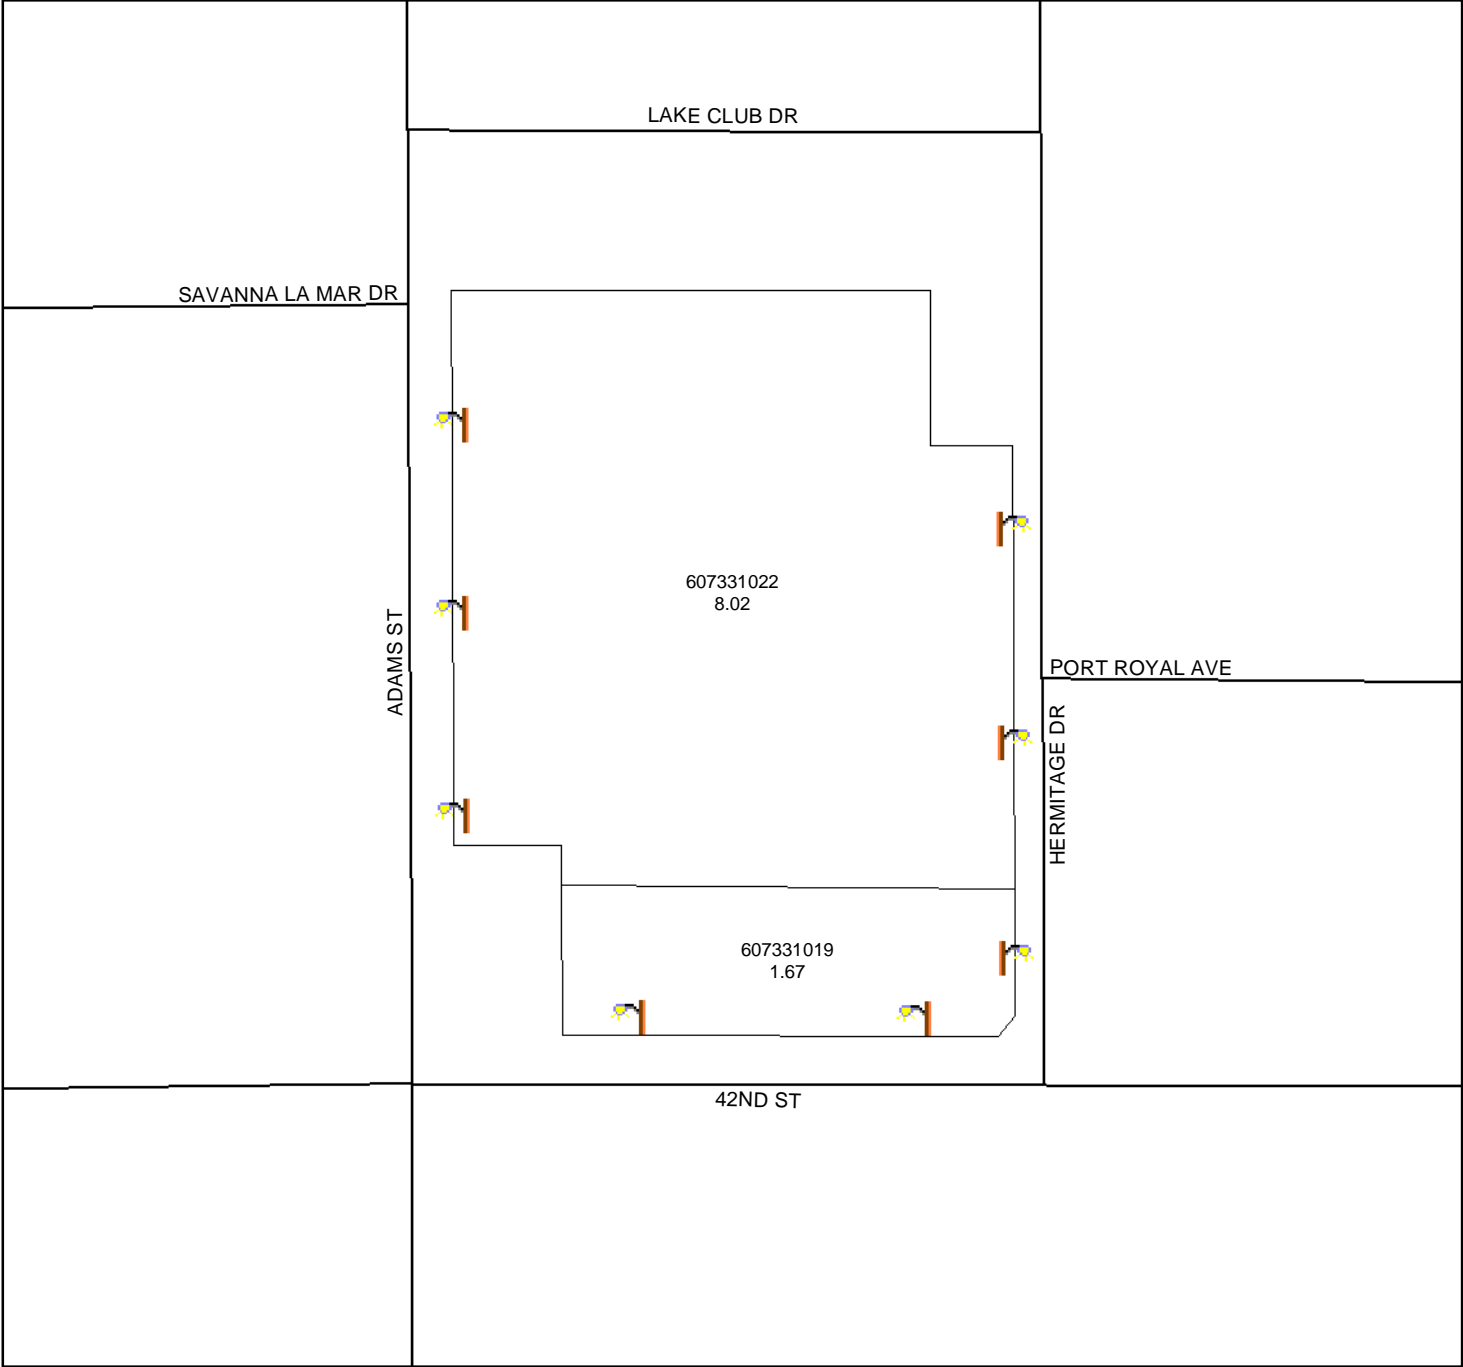 LAKE CLUB DR
SAVANNA LA MAR DR
607331022
8.02
ADAMS ST
PORT ROYAL AVE
HERMITAGE DR
607331019
1.67
42ND ST